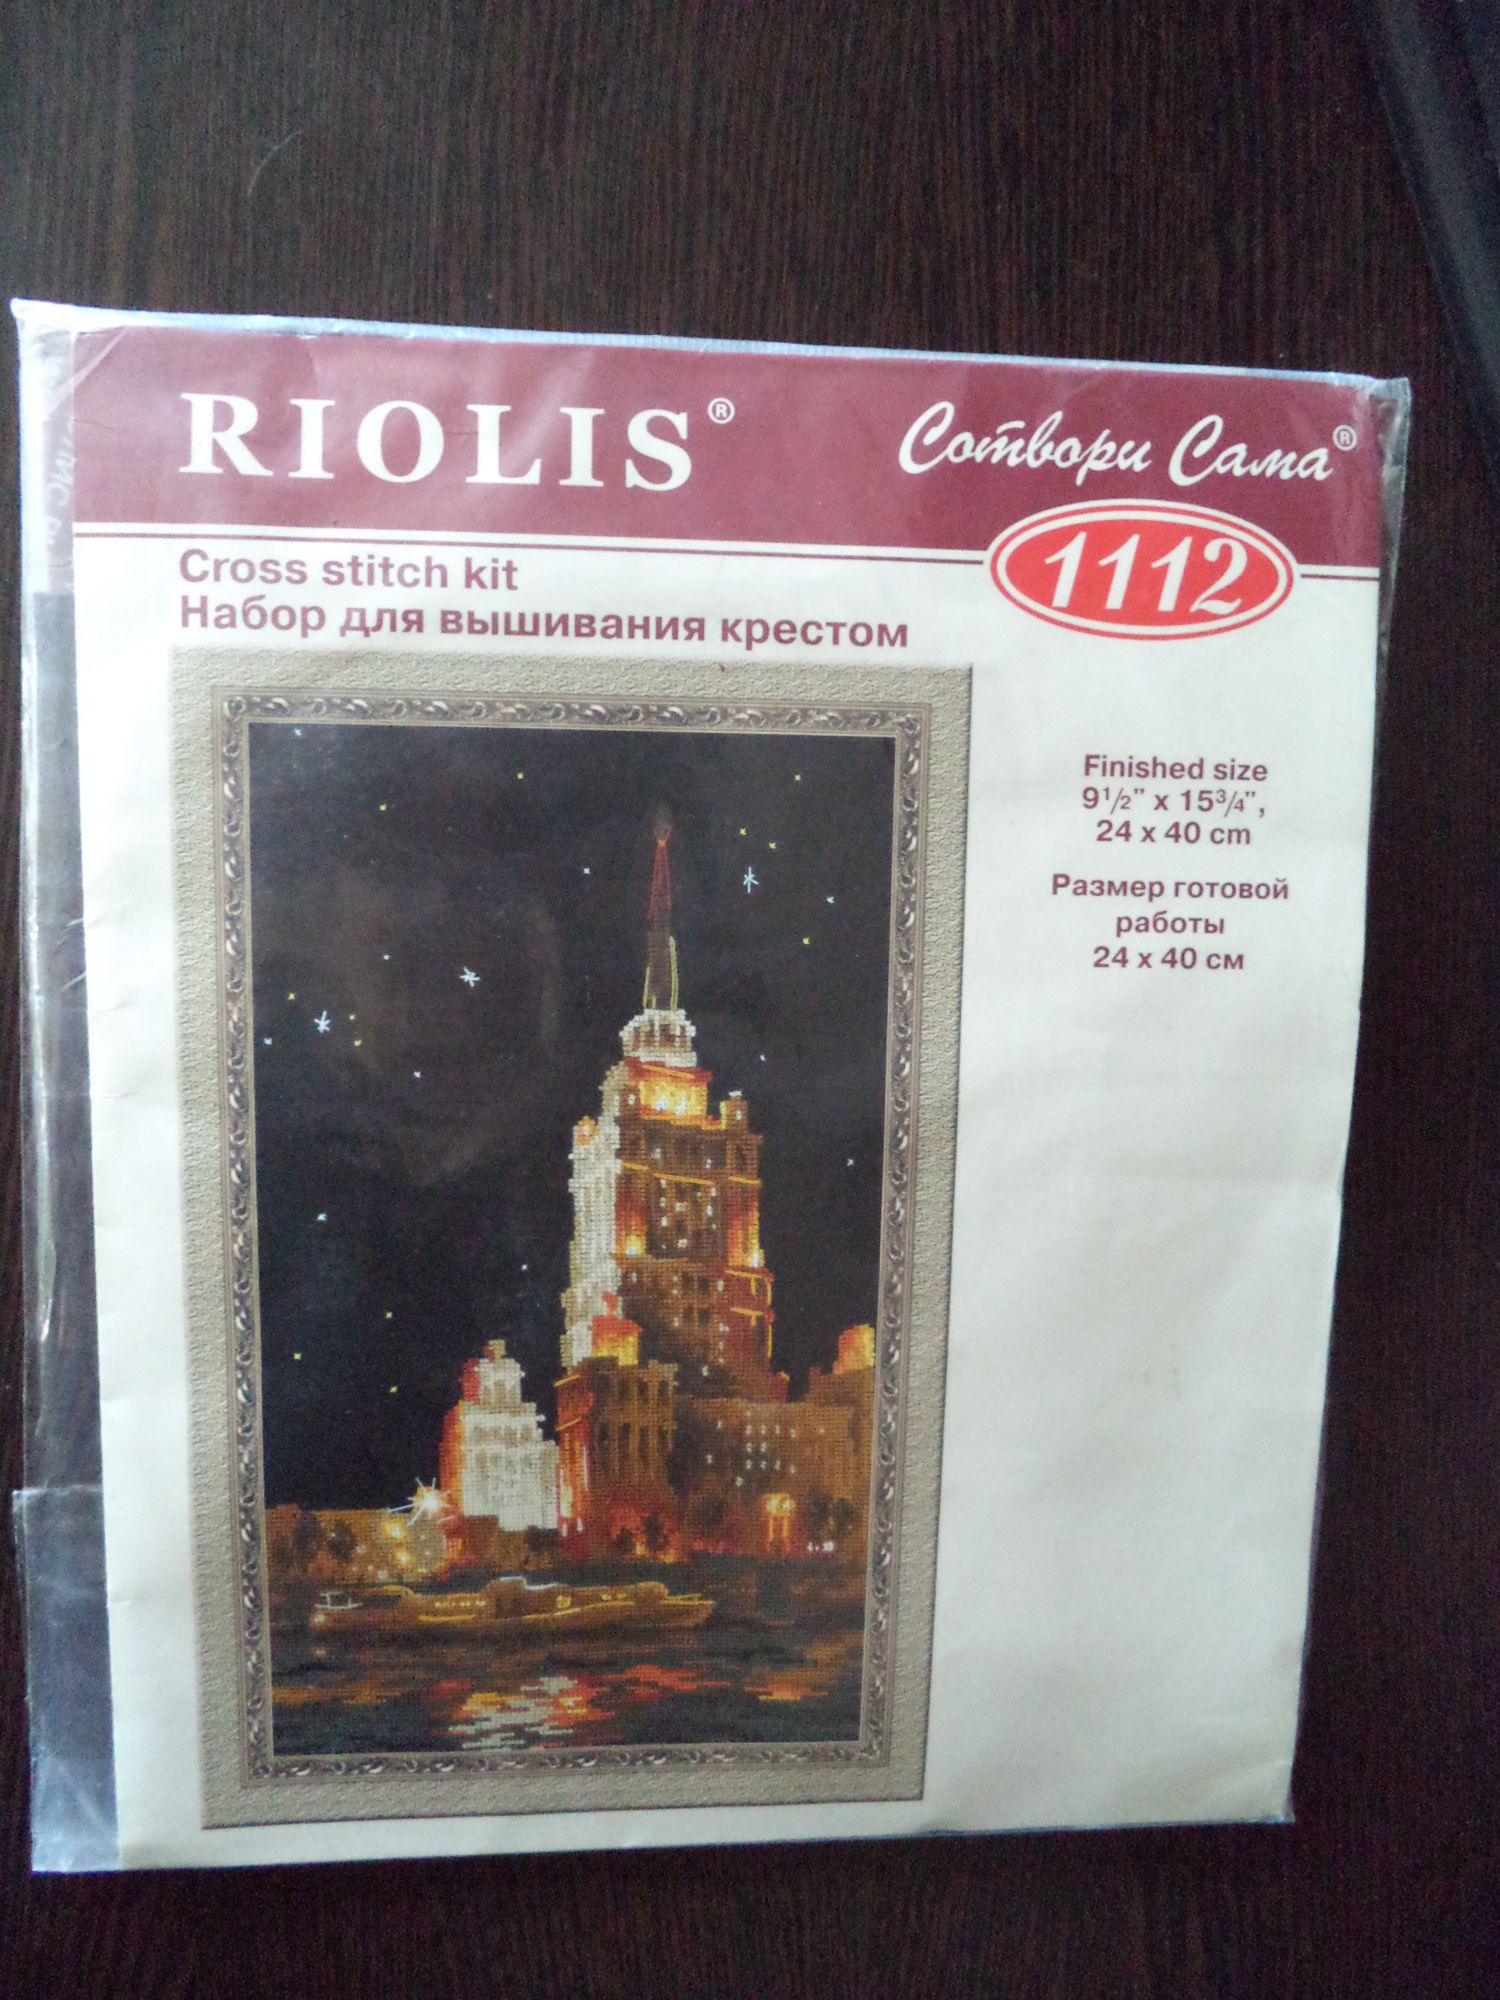 RIOLIS®
Сотвори Сама®
1112
Cross stitch kit
Набор для вышивания крестом
Finished size
9½" x 15¾",
24 x 40 cm
Размер готовой
работы
24 х 40 см